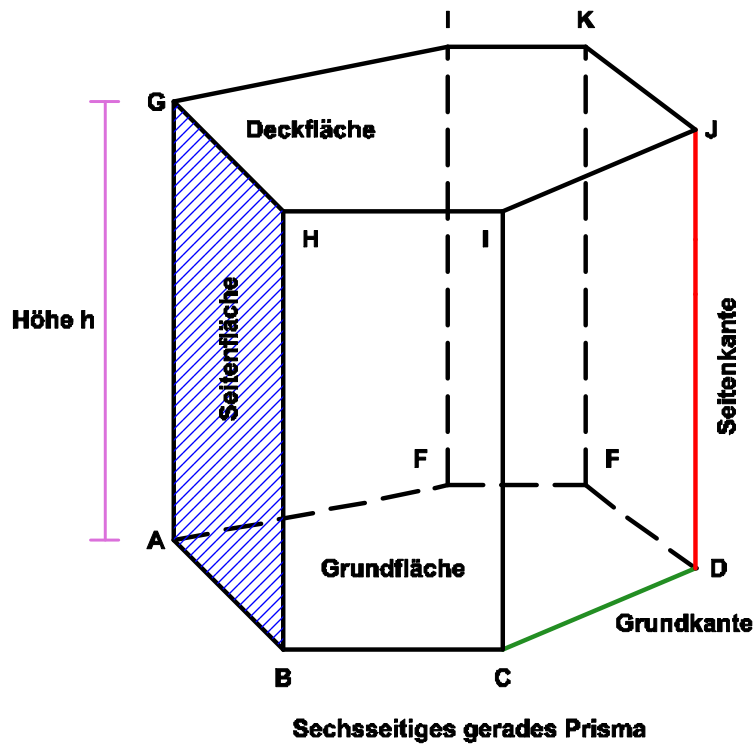 I K
G
Deckfläche
J
H I
Höhe h
Seitenfläche
Seitenkante
F F
A
Grundfläche
D
Grundkante
B C
Sechsseitiges gerades Prisma